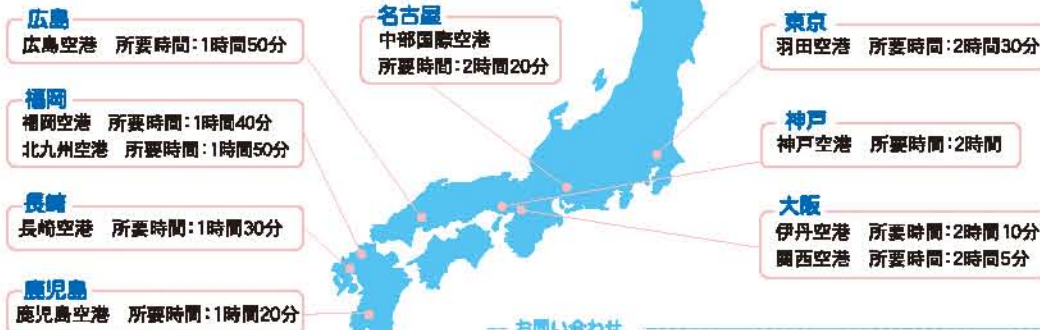 広島
広島空港　所要時間：1時間50分
福岡
福岡空港　所要時間：1時間40分
北九州空港　所要時間：1時間50分
長崎
長崎空港　所要時間：1時間30分
鹿児島
鹿児島空港　所要時間：1時間20分
名古屋
中部国際空港
所要時間：2時間20分
東京
羽田空港　所要時間：2時間30分
神戸
神戸空港　所要時間：2時間
大阪
伊丹空港　所要時間：2時間10分
関西空港　所要時間：2時間5分
お問い合わせ